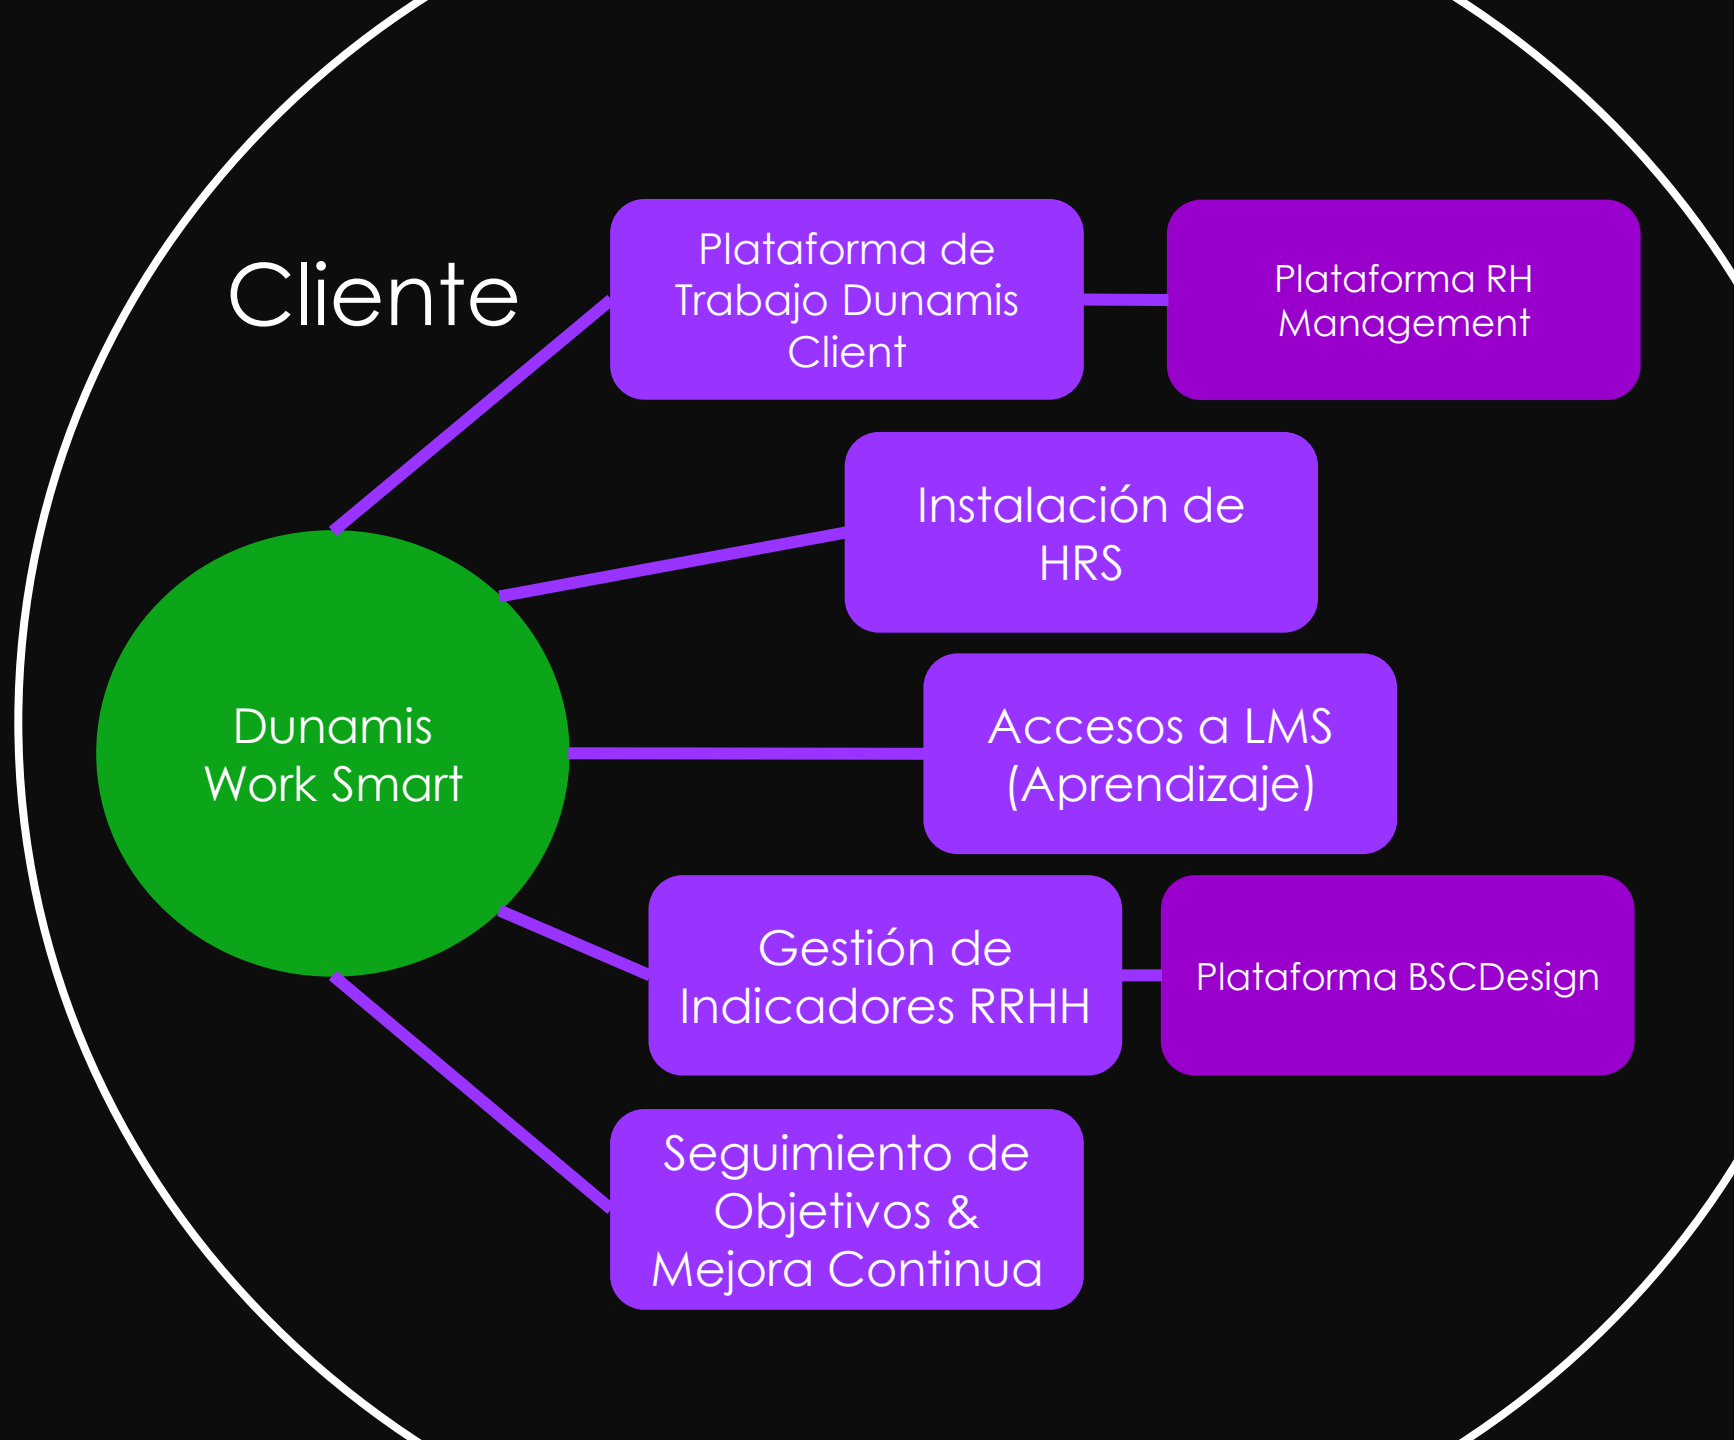 Cliente
Plataforma de
Trabajo Dunamis
Client
Plataforma RH
Management
Instalación de
HRS
Dunamis
Work Smart
Accesos a LMS
(Aprendizaje)
Gestión de
Indicadores RRHH
Plataforma BSCDesign
Seguimiento de
Objetivos &
Mejora Continua